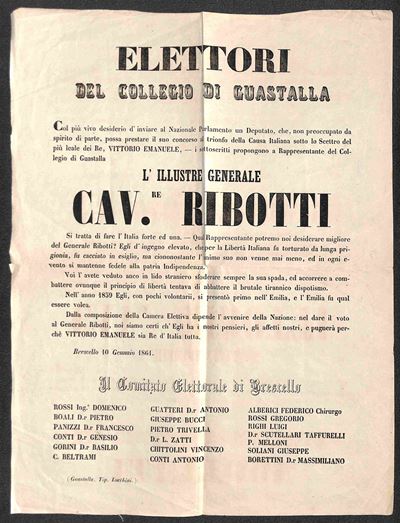 ELETTORI
DEL COLLEGIO DI GUASTALLA
Col più vivo desiderio d'inviare al Nazionale Parlamento un Deputato, che, non preoccupato da
spirito di parte, possa prestare il suo concorso al trionfo della Causa Italiana sotto lo Scettro del
più leale dei Re, VITTORIO EMANUELE, — i sottoscritti propongono a Rappresentante del Col-
legio di Guastalla
L' ILLUSTRE GENERALE
CAV.RE RIBOTTI
Si tratta di fare l'Italia forte ed una. — Qual Rappresentante potremo noi desiderare migliore
del Generale Ribotti? Egli d'ingegno elevato, che per la Libertà Italiana fu torturato da lunga pri-
gionia, fu cacciato in esiglio, ma ciononostante l'animo suo non venne mai meno, ed in ogni e-
vento si mantenne fedele alla patria Indipendenza.
Voi l'avete veduto anco in lido straniero sfoderar sempre la sua spada, ed accorrere a com-
battere ovunque il principio di libertà tentava di abbattere il brutale tirannico dispotismo.
Nell'anno 1859 Egli, con pochi volontarii, si presentò primo nell'Emilia, e l'Emilia fu qual
essere voleva.
Dal composizione della Camera Elettiva dipende l'avvenire della Nazione: nel dare il voto
al Generale Ribotti, noi siamo certi ch'Egli ha i nostri pensieri, gli affetti nostri, e pugnerà per-
chè VITTORIO EMANUELE sia Re d'Italia tutta.
Brescello 10 Gennaio 1861.
Il Comitato Elettorale di Brescello
ROSSI Ing.' DOMENICO
BOALI D.r PIETRO
PANIZZI D.r FRANCESCO
CONTI D.r GENESIO
GORINI D.r BASILIO
C. BELTRAMI
GUATTERI D.r ANTONIO
GIUSEPPE BUCCI
PIETRO TRIVELLA
D.r L. ZATTI
CHITTOLINI VINCENZO
CONTI ANTONIO
ALBERICI FEDERICO Chirurgo
ROSSI GREGORIO
RIGHI LUIGI
D.r SCUTELLARI TAFFURELLI
P. MELLONI
SOLIANI GIUSEPPE
BORETTINI D.r MASSIMILIANO
(Guastalla. Tip. Lucchini.)